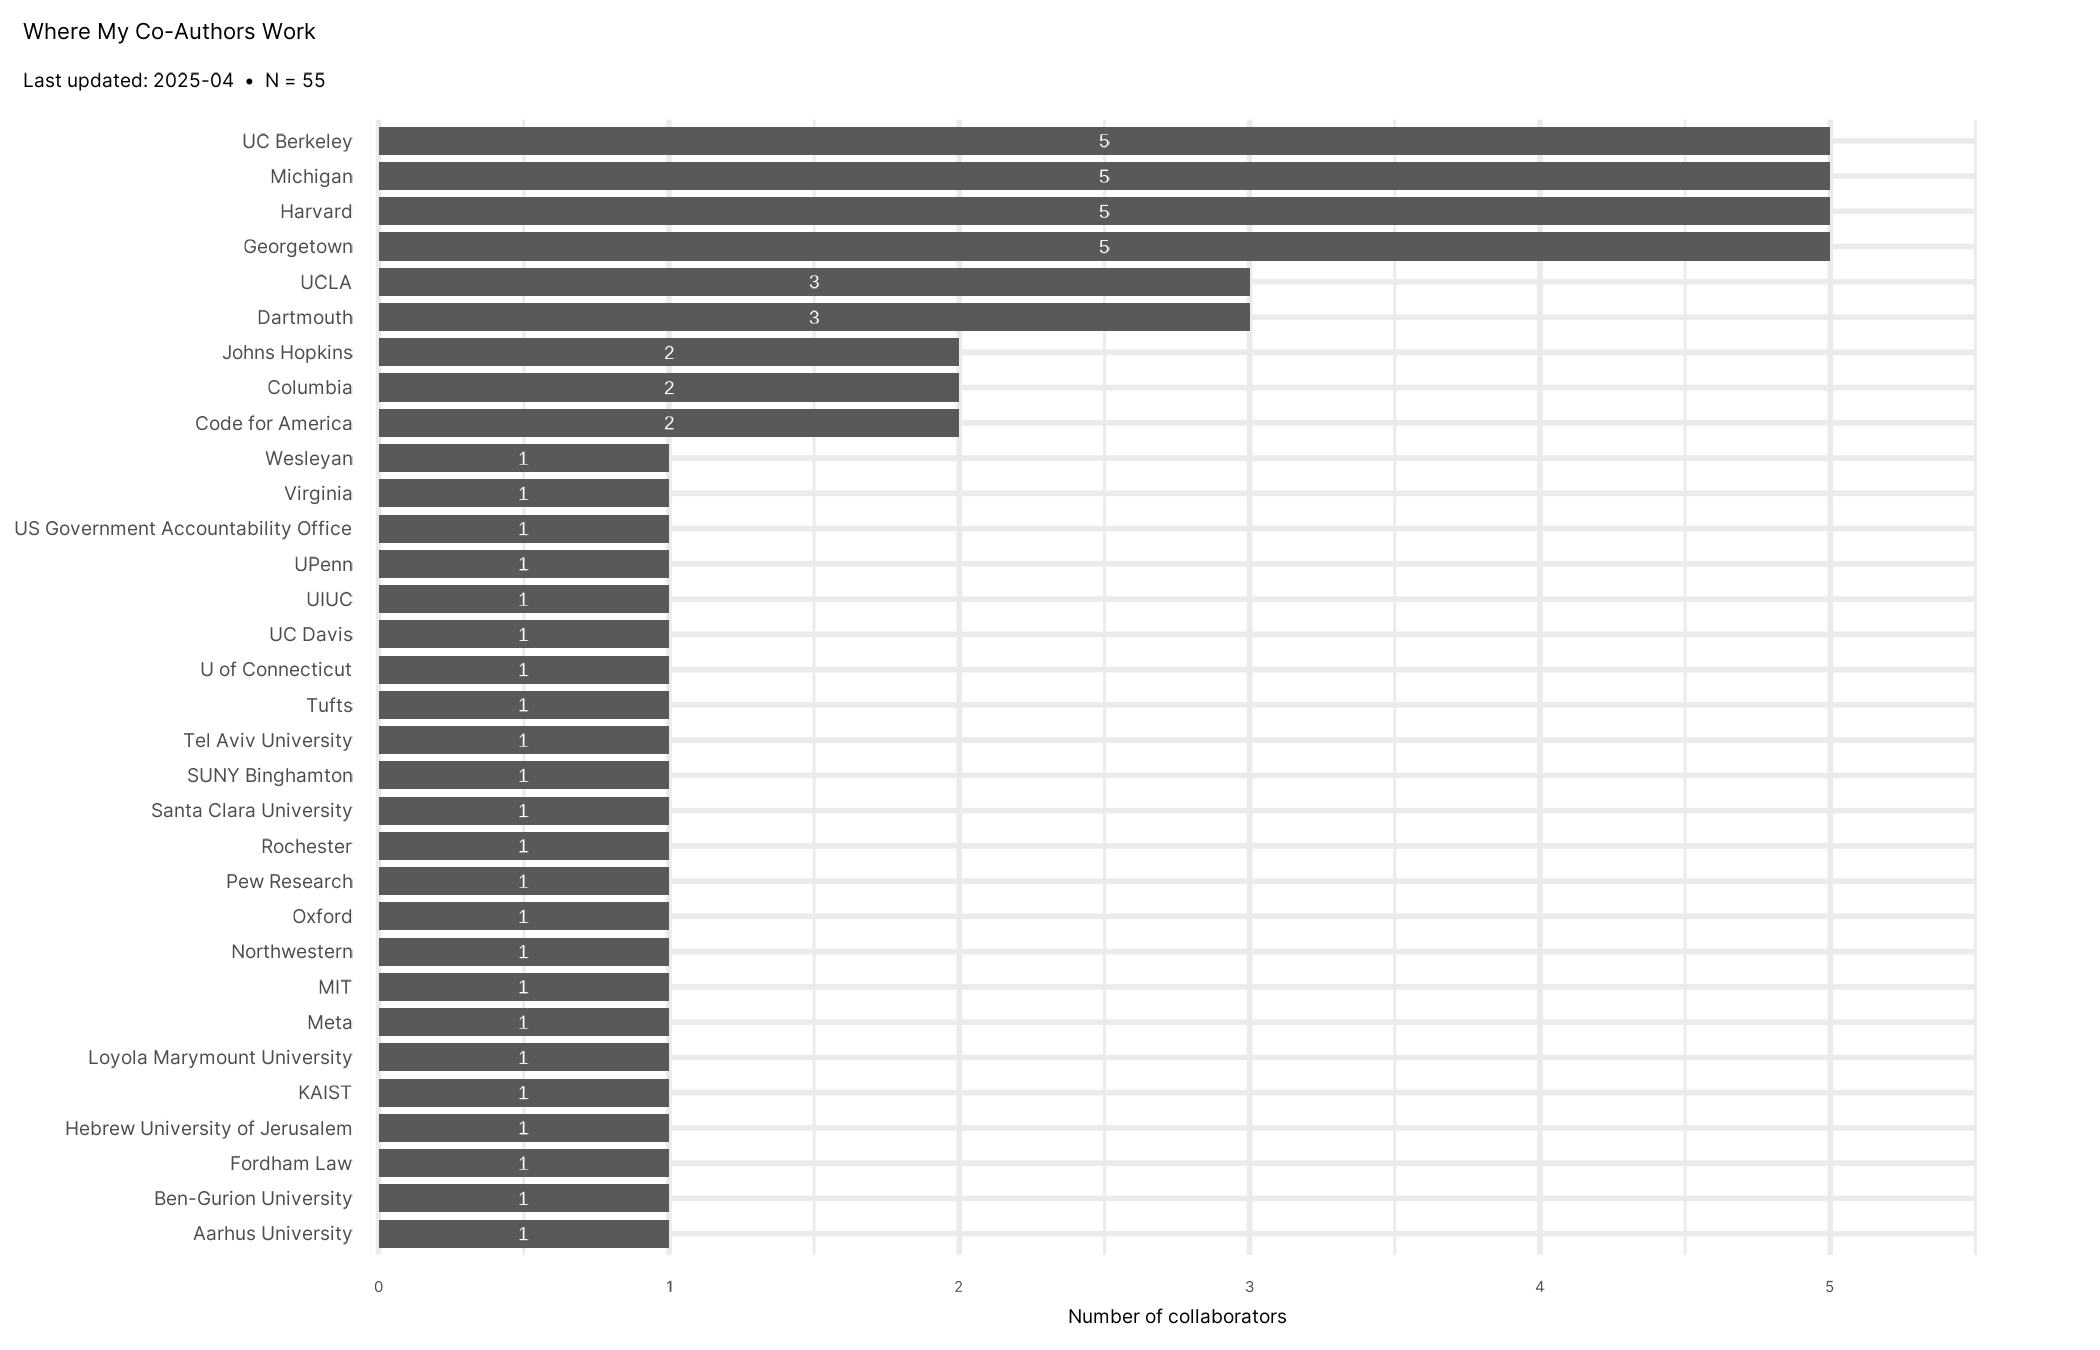 Where My Co-Authors Work
Last updated: 2025-04 • N = 55
UC Berkeley 5
Michigan 5
Harvard 5
Georgetown 5
UCLA 3
Dartmouth 3
Johns Hopkins 2
Columbia 2
Code for America 2
Wesleyan 1
Virginia 1
US Government Accountability Office 1
UPenn 1
UIUC 1
UC Davis 1
U of Connecticut 1
Tufts 1
Tel Aviv University 1
SUNY Binghamton 1
Santa Clara University 1
Rochester 1
Pew Research 1
Oxford 1
Northwestern 1
MIT 1
Meta 1
Loyola Marymount University 1
KAIST 1
Hebrew University of Jerusalem 1
Fordham Law 1
Ben-Gurion University 1
Aarhus University 1
0 1 2 3 4 5
Number of collaborators